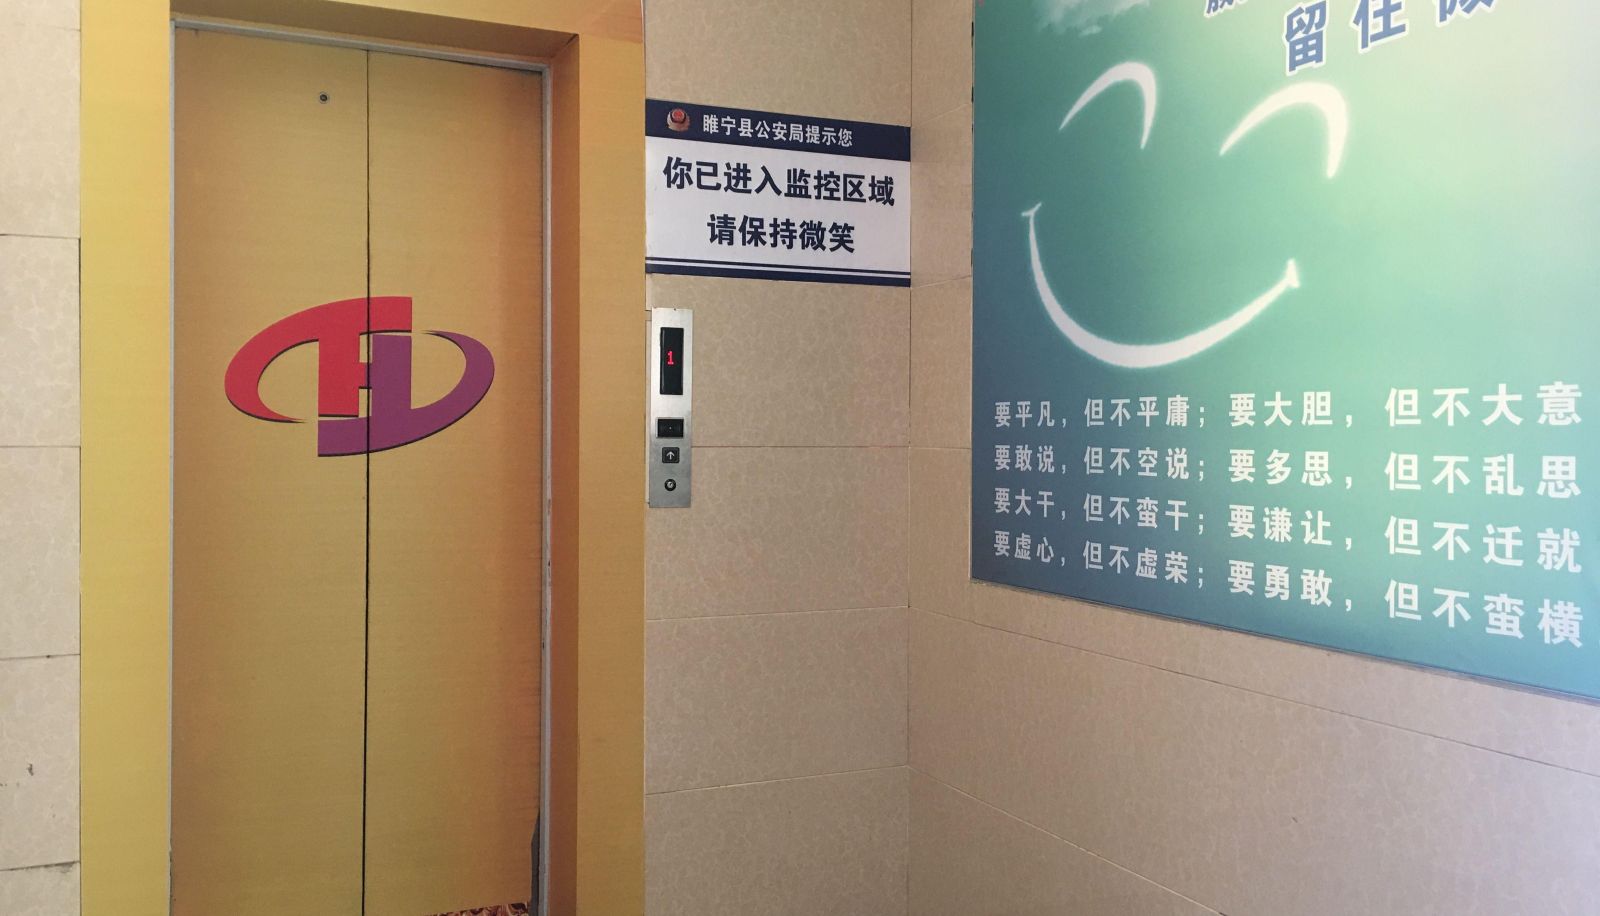 睢宁县公安局提示您
你已进入监控区域
请保持微笑
1
留住微
要平凡，但不平庸；要大胆，但不大意
要敢说，但不空说；要多思，但不乱思
要大干，但不蛮干；要谦让，但不迁就
要虚心，但不虚荣；要勇敢，但不蛮横